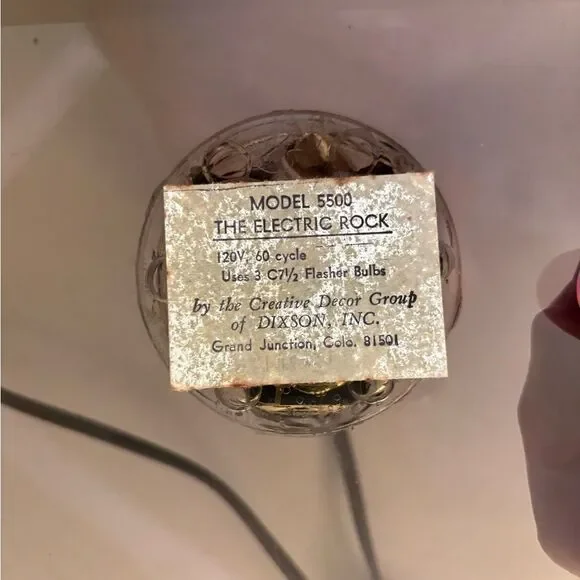 MODEL 5500
THE ELECTRIC ROCK
120V, 60 cycle
Uses 3 C7½ Flasher Bulbs
by the Creative Decor Group
of DIXSON, INC.
Grand Junction, Colo. 81501